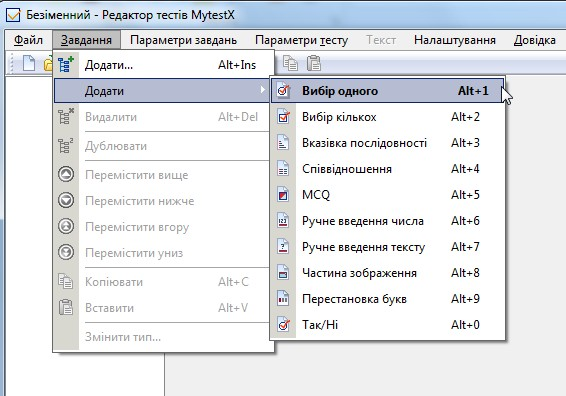 Безіменний - Редактор тестів MytestX
Файл Завдання Параметри завдань Параметри тесту Текст Налаштування Довідка
Додати... Alt+Ins
Додати
Видалити Alt+Del
Дублювати
Перемістити вище
Перемістити нижче
Перемістити вгору
Перемістити униз
Копіювати Alt+C
Вставити Alt+V
Змінити тип...
Вибір одного Alt+1
Вибір кількох Alt+2
Вказівка послідовності Alt+3
Співвідношення Alt+4
MCQ Alt+5
Ручне введення числа Alt+6
Ручне введення тексту Alt+7
Частина зображення Alt+8
Перестановка букв Alt+9
Так/Ні Alt+0